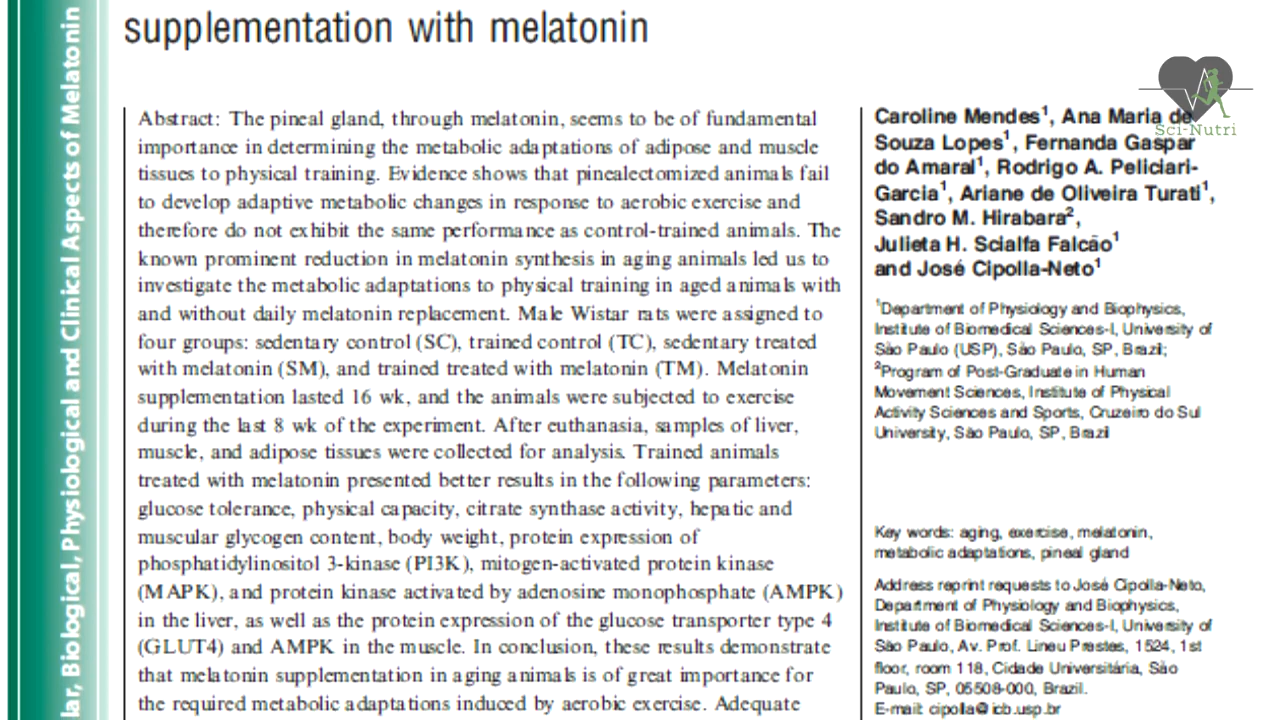 supplementation with melatonin
Abstract: The pineal gland, through melatonin, seems to be of fundamental
importance in determining the metabolic adaptations of adipose and muscle
tissues to physical training. Evidence shows that pinealectomized animals fail
to develop adaptive metabolic changes in response to aerobic exercise and
therefore do not exhibit the same performance as control-trained animals. The
known prominent reduction in melatonin synthesis in aging animals led us to
investigate the metabolic adaptations to physical training in aged animals with
and without daily melatonin replacement. Male Wistar rats were assigned to
four groups: sedentary control (SC), trained control (TC), sedentary treated
with melatonin (SM), and trained treated with melatonin (TM). Melatonin
supplementation lasted 16 wk, and the animals were subjected to exercise
during the last 8 wk of the experiment. After euthanasia, samples of liver,
muscle, and adipose tissues were collected for analysis. Trained animals
treated with melatonin presented better results in the following parameters:
glucose tolerance, physical capacity, citrate synthase activity, hepatic and
muscular glycogen content, body weight, protein expression of
phosphatidylinositol 3-kinase (PI3K), mitogen-activated protein kinase
(MAPK), and protein kinase activated by adenosine monophosphate (AMPK)
in the liver, as well as the protein expression of the glucose transporter type 4
(GLUT4) and AMPK in the muscle. In conclusion, these results demonstrate
that melatonin supplementation in aging animals is of great importance for
the required metabolic adaptations induced by aerobic exercise. Adequate
Caroline Mendes¹, Ana Maria de
Souza Lopes¹, Fernanda Gaspar
do Amaral¹, Rodrigo A. Peliciari-
Garcia¹, Ariane de Oliveira Turati¹,
Sandro M. Hirabara²,
Julieta H. Scialfa Falcão¹
and José Cipolla-Neto¹
¹Department of Physiology and Biophysics,
Institute of Biomedical Sciences-I, University of
São Paulo (USP), São Paulo, SP, Brazil;
²Program of Post-Graduate in Human
Movement Sciences, Institute of Physical
Activity Sciences and Sports, Cruzeiro do Sul
University, São Paulo, SP, Brazil
Key words: aging, exercise, melatonin,
metabolic adaptations, pineal gland
Address reprint requests to José Cipolla-Neto,
Department of Physiology and Biophysics,
Institute of Biomedical Sciences-I, University of
São Paulo, Av. Prof. Lineu Prestes, 1524, 1st
floor, room 118, Cidade Universitária, São
Paulo, SP, 05508-000, Brazil.
E-mail: cipolla@icb.usp.br
Sci-Nutri
lar, Biological, Physiological and Clinical Aspects of Melatonin